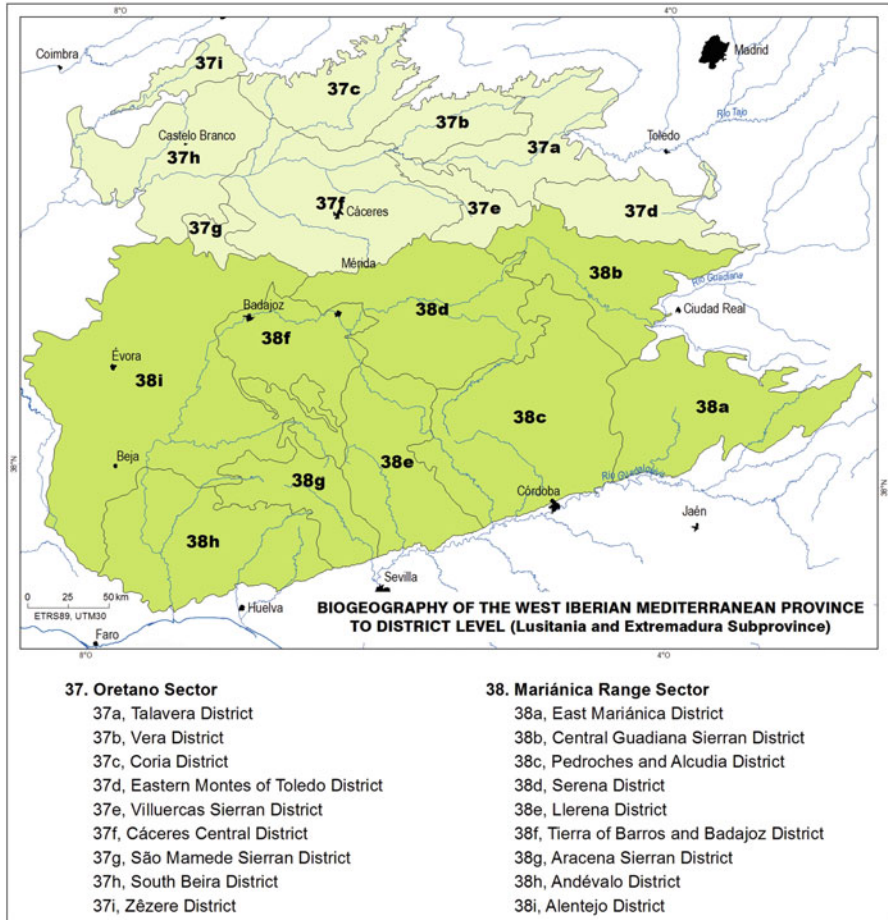 8°O
4°O
Coimbra
Madrid
37i
37c
37b
Castelo Branco
37h
Toledo
Río Tajo
37a
37f
Cáceres
37e
37d
37g
Mérida
38b
Río Guadiana
Badajoz
38d
Ciudad Real
38f
Évora
38i
38c
38a
Beja
38°N
38e
38g
Río Guadalquivir
38°N
Córdoba
Jaén
38h
Sevilla
0 25 50 km
ETRS89, UTM30
Huelva
BIOGEOGRAPHY OF THE WEST IBERIAN MEDITERRANEAN PROVINCE
TO DISTRICT LEVEL (Lusitania and Extremadura Subprovince)
Faro
8°O
4°O
37. Oretano Sector
37a, Talavera District
37b, Vera District
37c, Coria District
37d, Eastern Montes of Toledo District
37e, Villuercas Sierran District
37f, Cáceres Central District
37g, São Mamede Sierran District
37h, South Beira District
37i, Zêzere District
38. Mariánica Range Sector
38a, East Mariánica District
38b, Central Guadiana Sierran District
38c, Pedroches and Alcudia District
38d, Serena District
38e, Llerena District
38f, Tierra of Barros and Badajoz District
38g, Aracena Sierran District
38h, Andévalo District
38i, Alentejo District